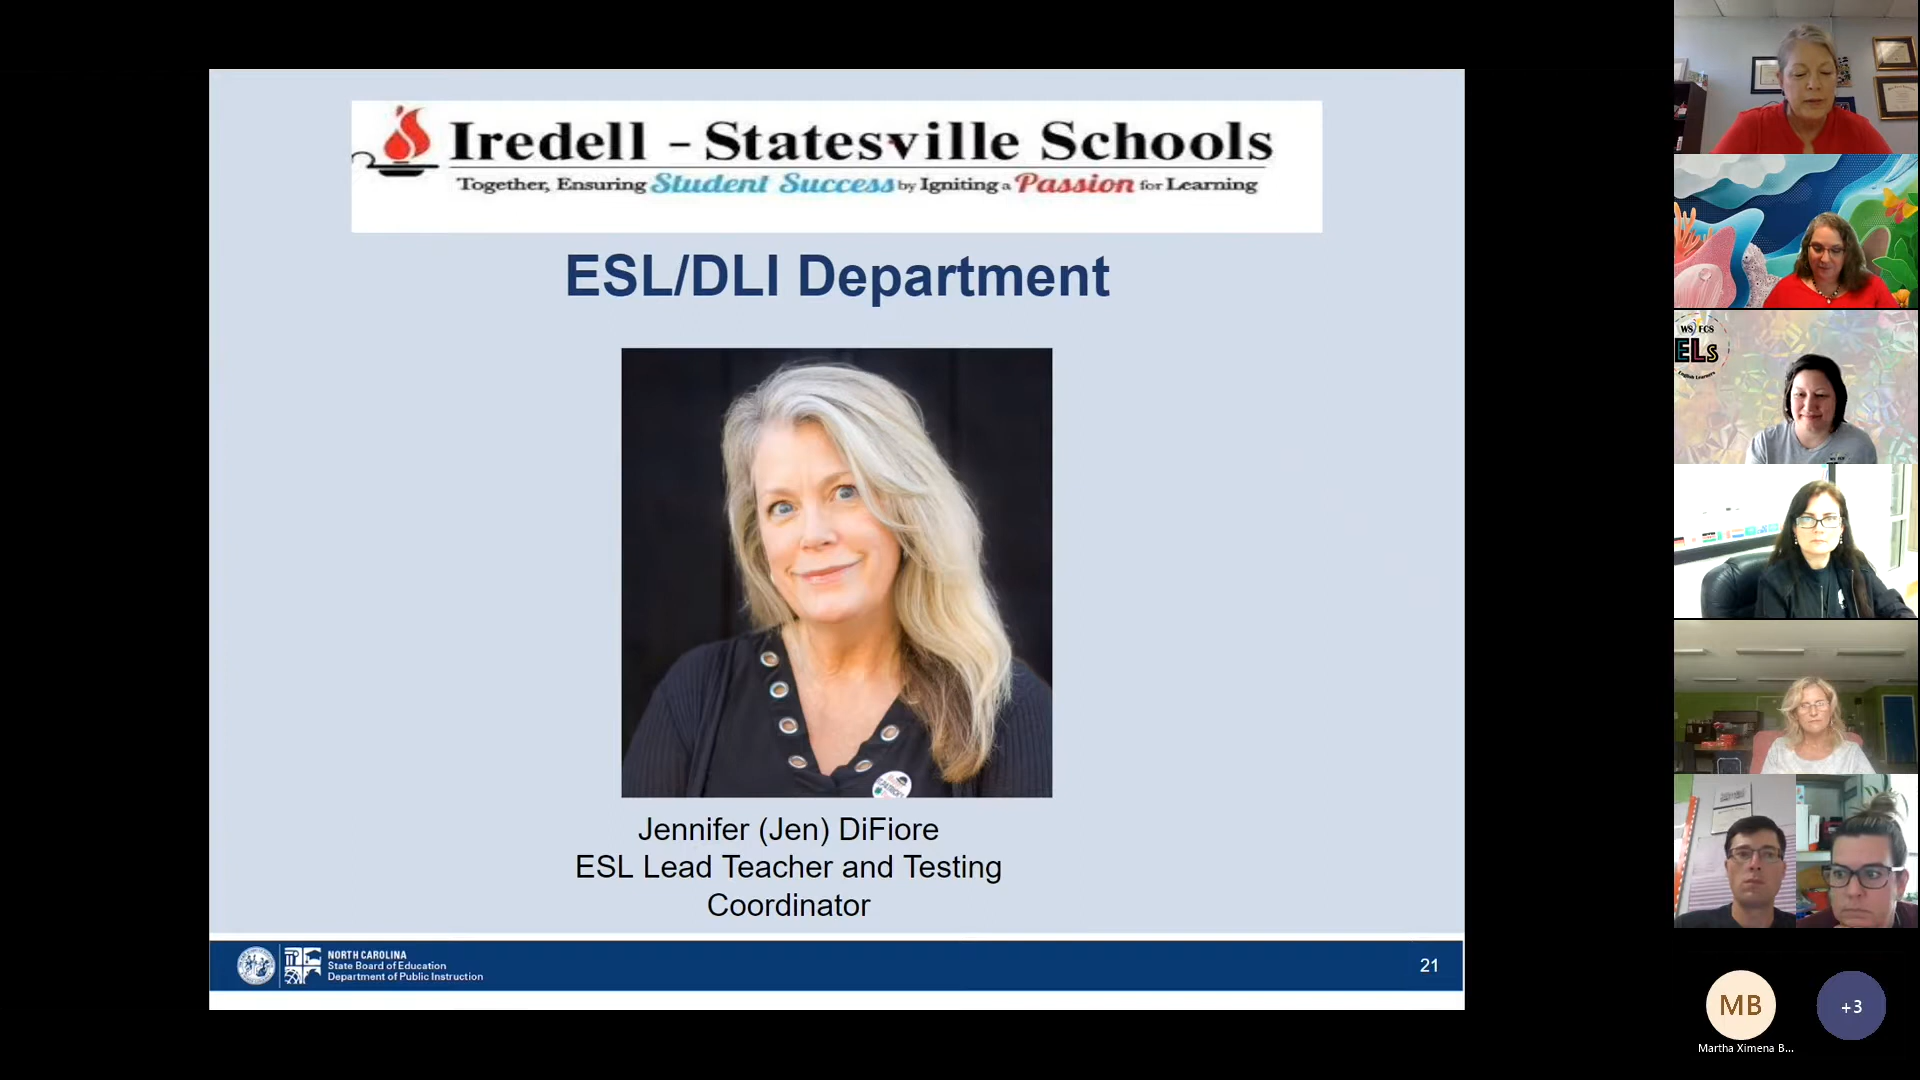 Iredell - Statesville Schools
Together, Ensuring Student Success by Igniting a Passion for Learning
ESL/DLI Department
Jennifer (Jen) DiFiore
ESL Lead Teacher and Testing
Coordinator
NORTH CAROLINA
State Board of Education
Department of Public Instruction
21
WS/FCS
ELs
English Learners
MB
+3
Martha Ximena B...